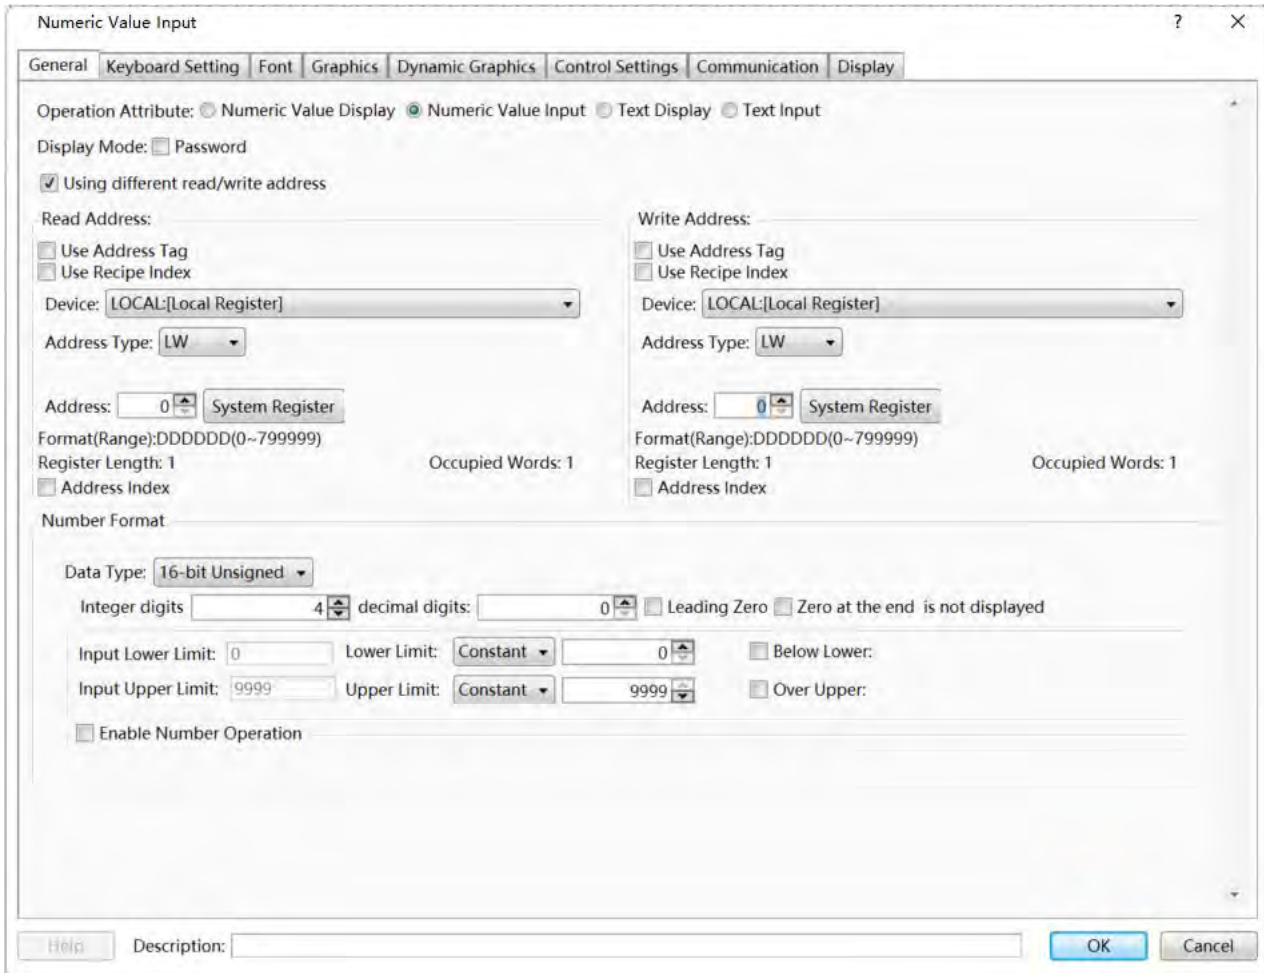 Numeric Value Input ?
General Keyboard Setting Font Graphics Dynamic Graphics Control Settings Communication Display
Operation Attribute: Numeric Value Display Numeric Value Input Text Display Text Input
Display Mode: Password
Using different read/write address
Read Address:
Use Address Tag
Use Recipe Index
Device: LOCAL:[Local Register]
Address Type: LW
Address: 0 System Register
Format(Range):DDDDDD(0~799999)
Register Length: 1 Occupied Words: 1
Address Index
Write Address:
Use Address Tag
Use Recipe Index
Device: LOCAL:[Local Register]
Address Type: LW
Address: 0 System Register
Format(Range):DDDDDD(0~799999)
Register Length: 1 Occupied Words: 1
Address Index
Number Format
Data Type: 16-bit Unsigned
Integer digits 4 decimal digits: 0 Leading Zero Zero at the end is not displayed
Input Lower Limit: 0 Lower Limit: Constant 0 Below Lower:
Input Upper Limit: 9999 Upper Limit: Constant 9999 Over Upper:
Enable Number Operation
Help Description: OK Cancel